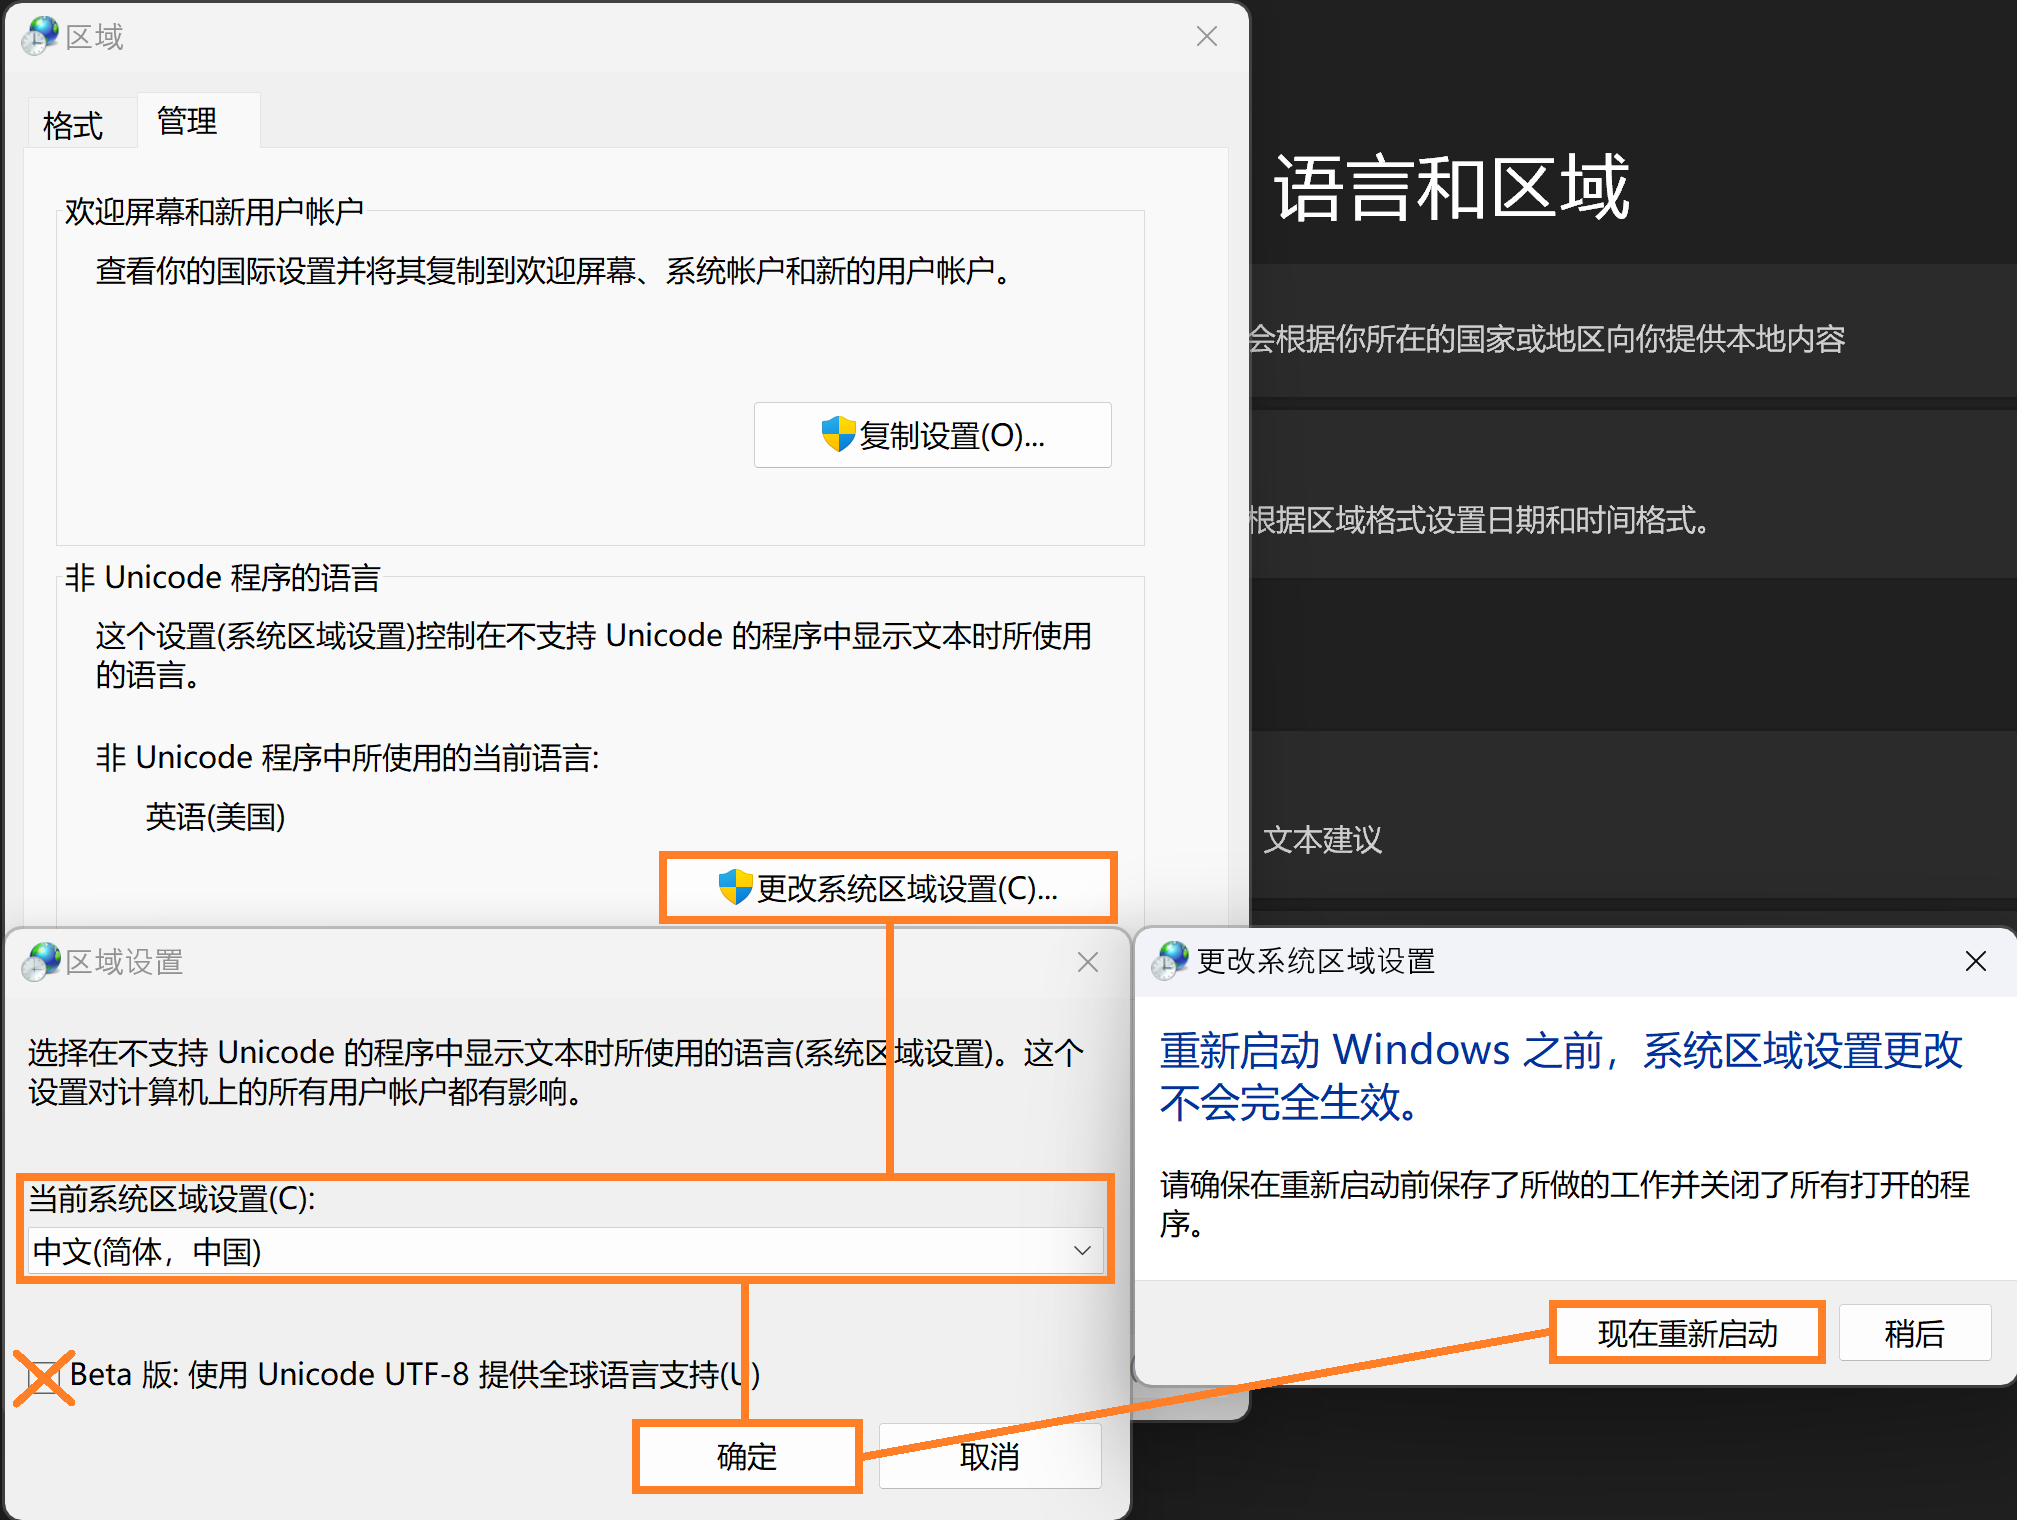 区域
格式
管理
欢迎屏幕和新用户帐户
查看你的国际设置并将其复制到欢迎屏幕、系统帐户和新的用户帐户。
复制设置(O)...
非 Unicode 程序的语言
这个设置(系统区域设置)控制在不支持 Unicode 的程序中显示文本时所使用
的语言。
非 Unicode 程序中所使用的当前语言:
英语(美国)
更改系统区域设置(C)...
语言和区域
会根据你所在的国家或地区向你提供本地内容
根据区域格式设置日期和时间格式。
文本建议
区域设置
选择在不支持 Unicode 的程序中显示文本时所使用的语言(系统区域设置)。这个
设置对计算机上的所有用户帐户都有影响。
当前系统区域设置(C):
中文(简体，中国)
Beta 版: 使用 Unicode UTF-8 提供全球语言支持(U)
确定
取消
更改系统区域设置
重新启动 Windows 之前，系统区域设置更改
不会完全生效。
请确保在重新启动前保存了所做的工作并关闭了所有打开的程
序。
现在重新启动
稍后